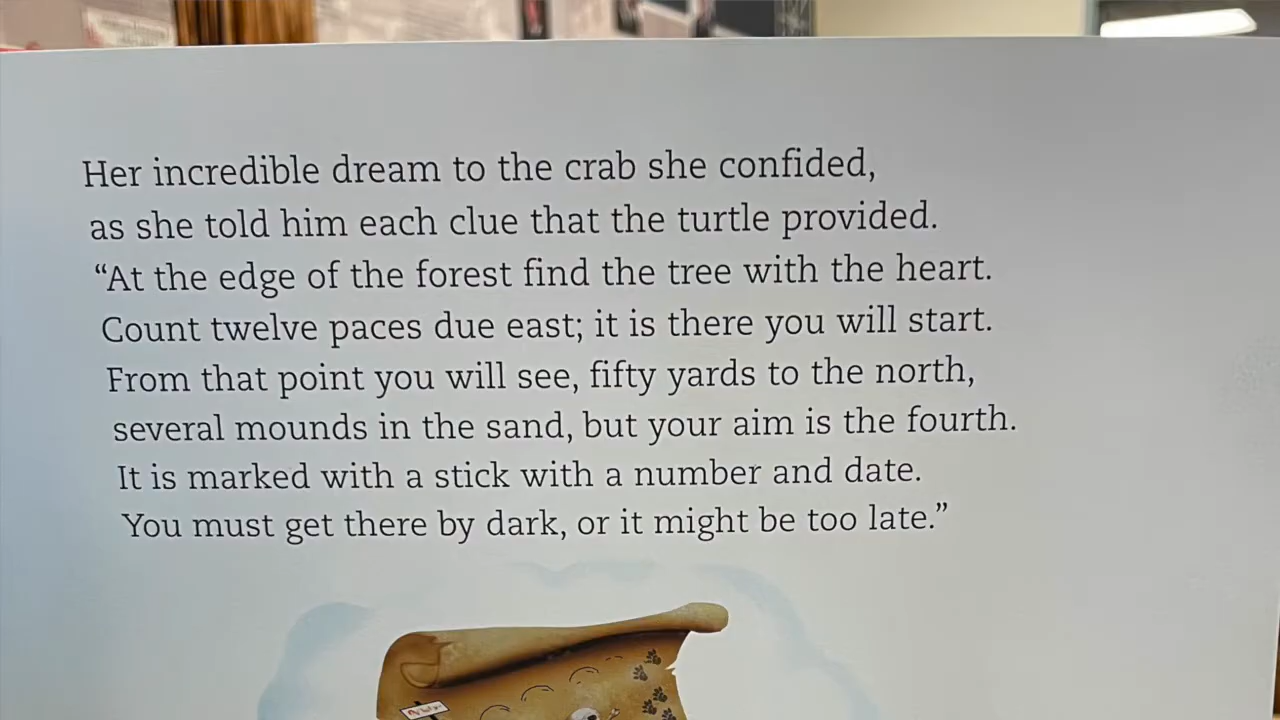 Her incredible dream to the crab she confided,
as she told him each clue that the turtle provided.
“At the edge of the forest find the tree with the heart.
Count twelve paces due east; it is there you will start.
From that point you will see, fifty yards to the north,
several mounds in the sand, but your aim is the fourth.
It is marked with a stick with a number and date.
You must get there by dark, or it might be too late.”